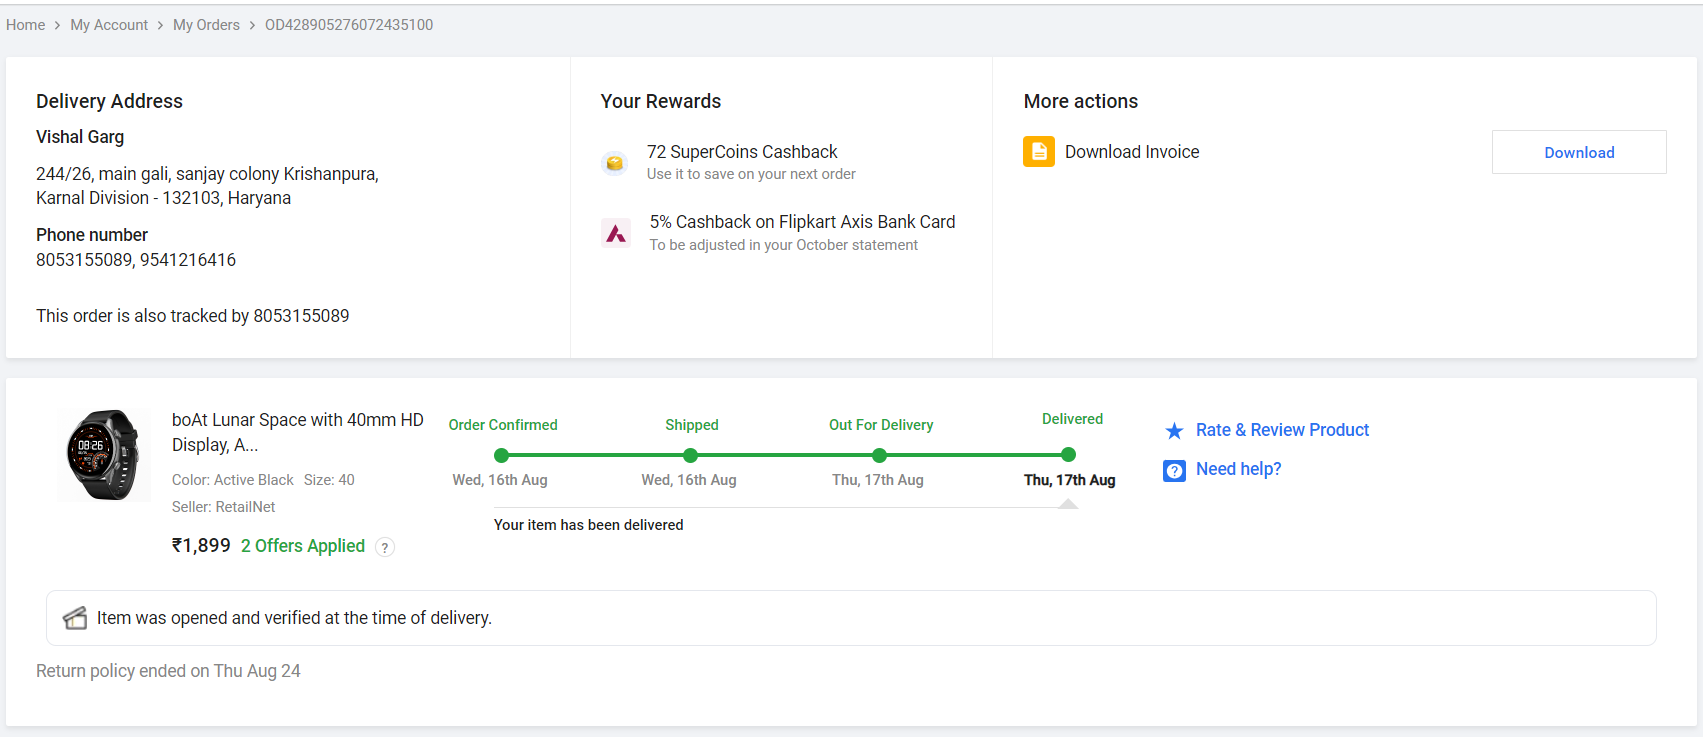 Home > My Account > My Orders > OD428905276072435100
Delivery Address
Vishal Garg
244/26, main gali, sanjay colony Krishanpura,
Karnal Division - 132103, Haryana
Phone number
8053155089, 9541216416
This order is also tracked by 8053155089
Your Rewards
72 SuperCoins Cashback
Use it to save on your next order
5% Cashback on Flipkart Axis Bank Card
To be adjusted in your October statement
More actions
Download Invoice
Download
08:26
boAt Lunar Space with 40mm HD
Display, A...
Color: Active Black Size: 40
Seller: RetailNet
₹1,899 2 Offers Applied ?
Order Confirmed
Wed, 16th Aug
Shipped
Wed, 16th Aug
Out For Delivery
Thu, 17th Aug
Delivered
Thu, 17th Aug
Your item has been delivered
Rate & Review Product
? Need help?
Item was opened and verified at the time of delivery.
Return policy ended on Thu Aug 24